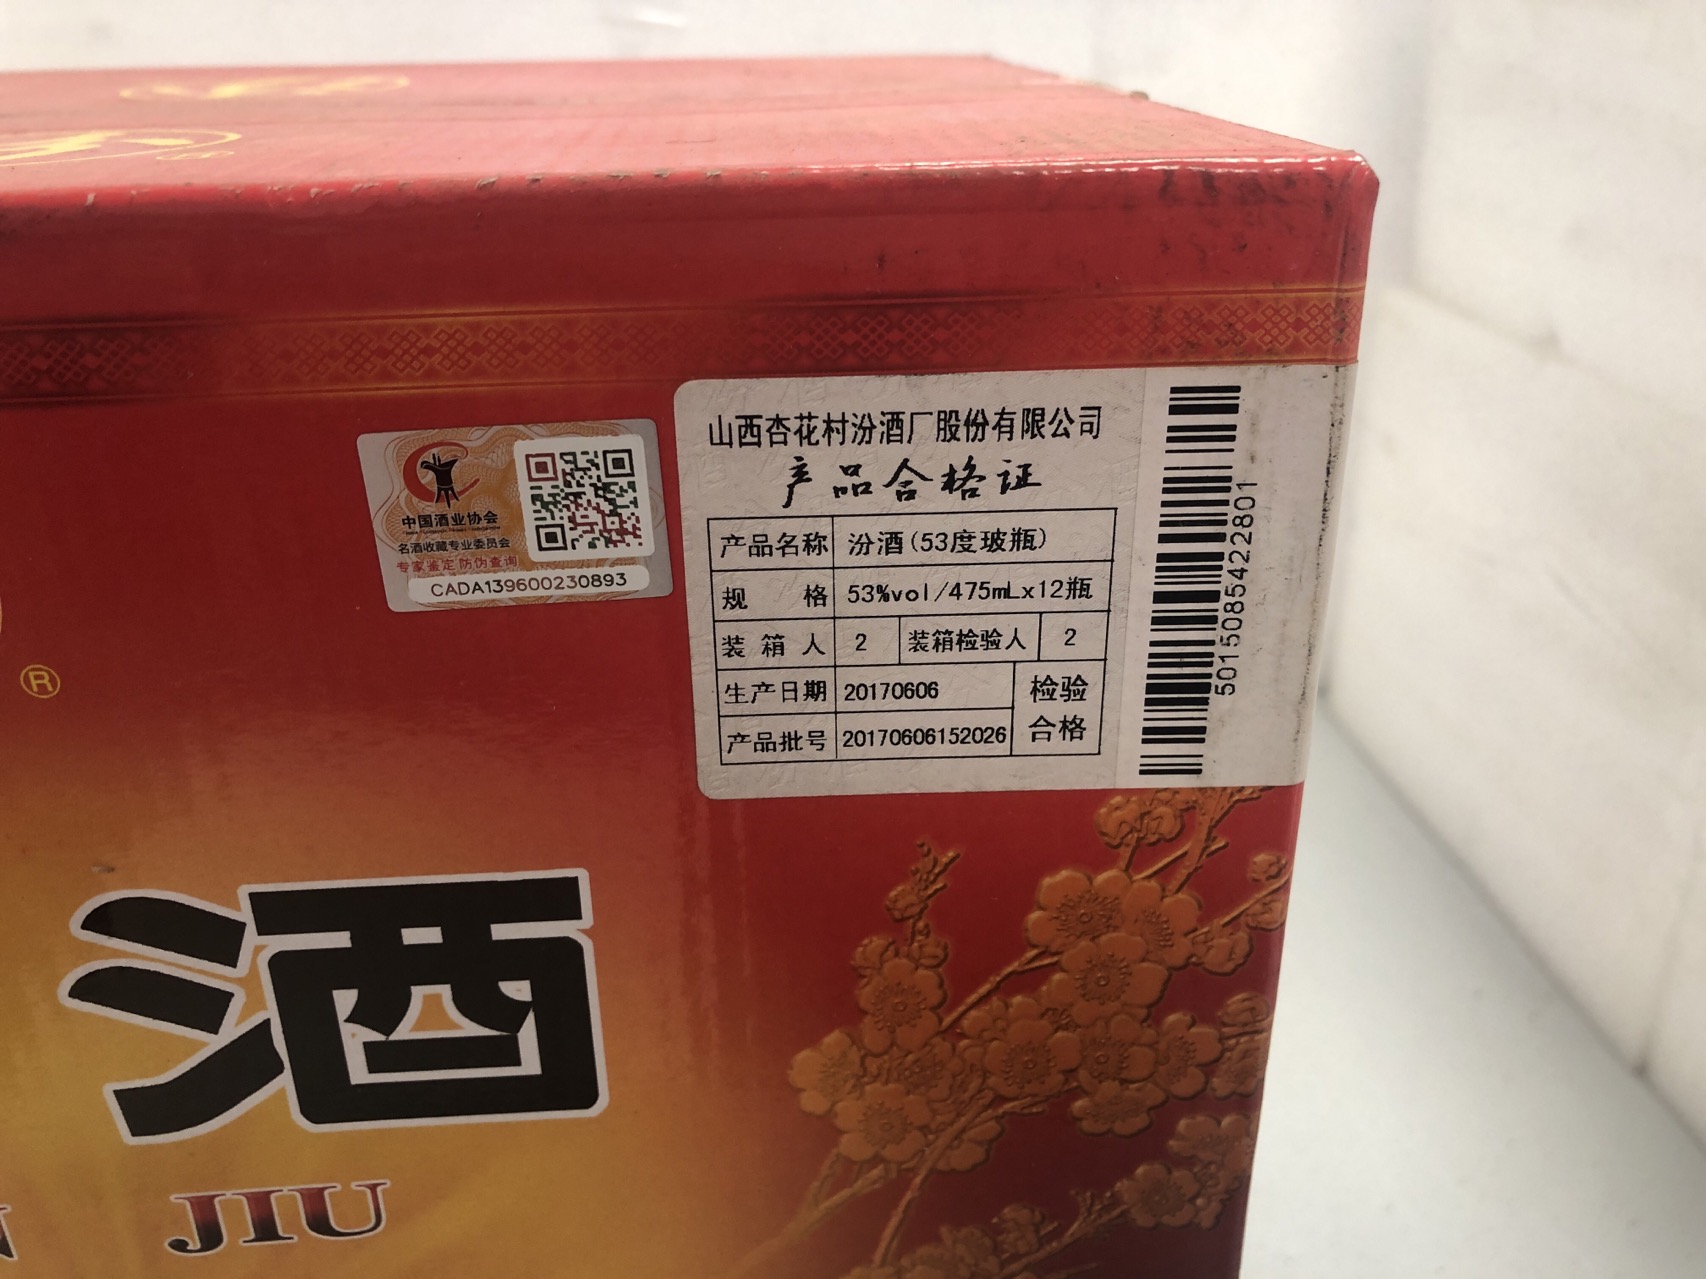 中国酒业协会
名酒收藏专业委员会
专家鉴定 防伪查询
CADA139600230893
山西杏花村汾酒厂股份有限公司
产品合格证
产品名称 汾酒(53度玻瓶)
规 格 53%vol/475mLx12瓶
装 箱 人 2 装箱检验人 2
生产日期 20170606 检验
产品批号 20170606152026 合格
5015085422801
®
酒
N JIU